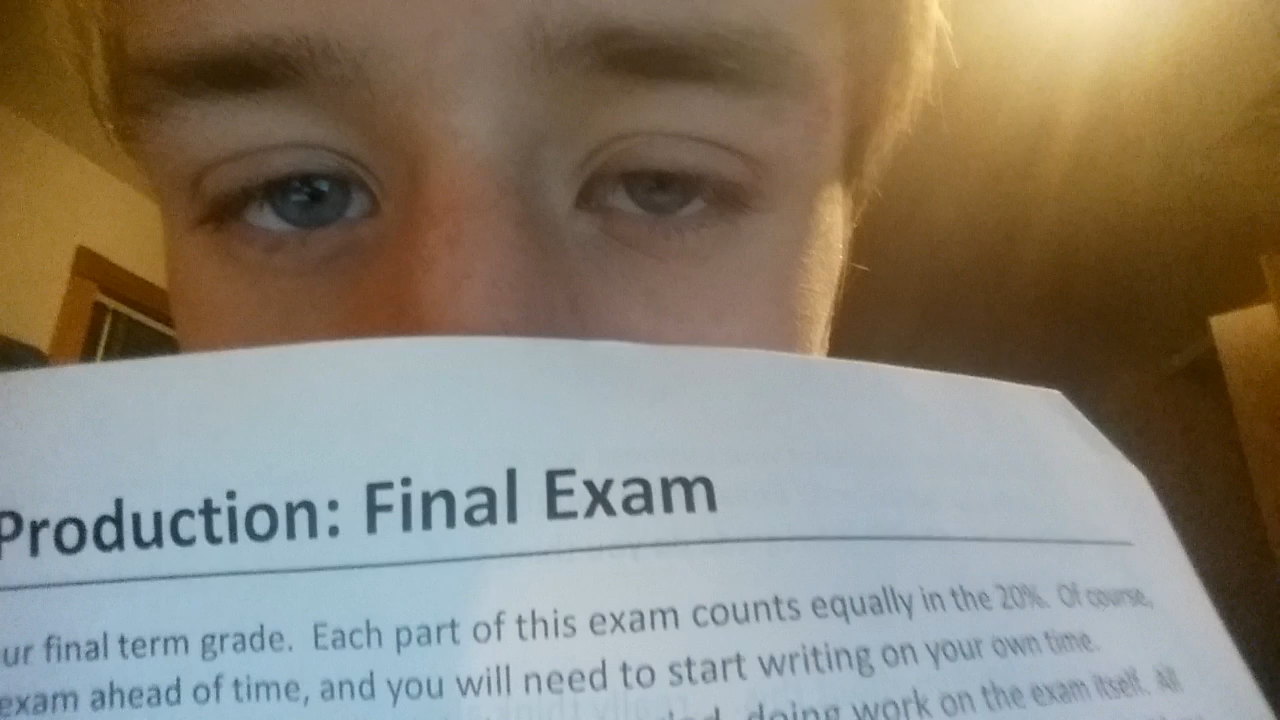 Production: Final Exam
ur final term grade. Each part of this exam counts equally in the 20%. Of course,
exam ahead of time, and you will need to start writing on your own time.
doing work on the exam itself. All